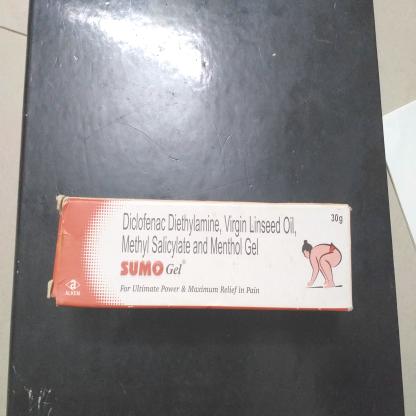 Diclofenac Diethylamine, Virgin Linseed Oil,
Methyl Salicylate and Menthol Gel
30g
SUMO Gel®
For Ultimate Power & Maximum Relief in Pain
ALKEM